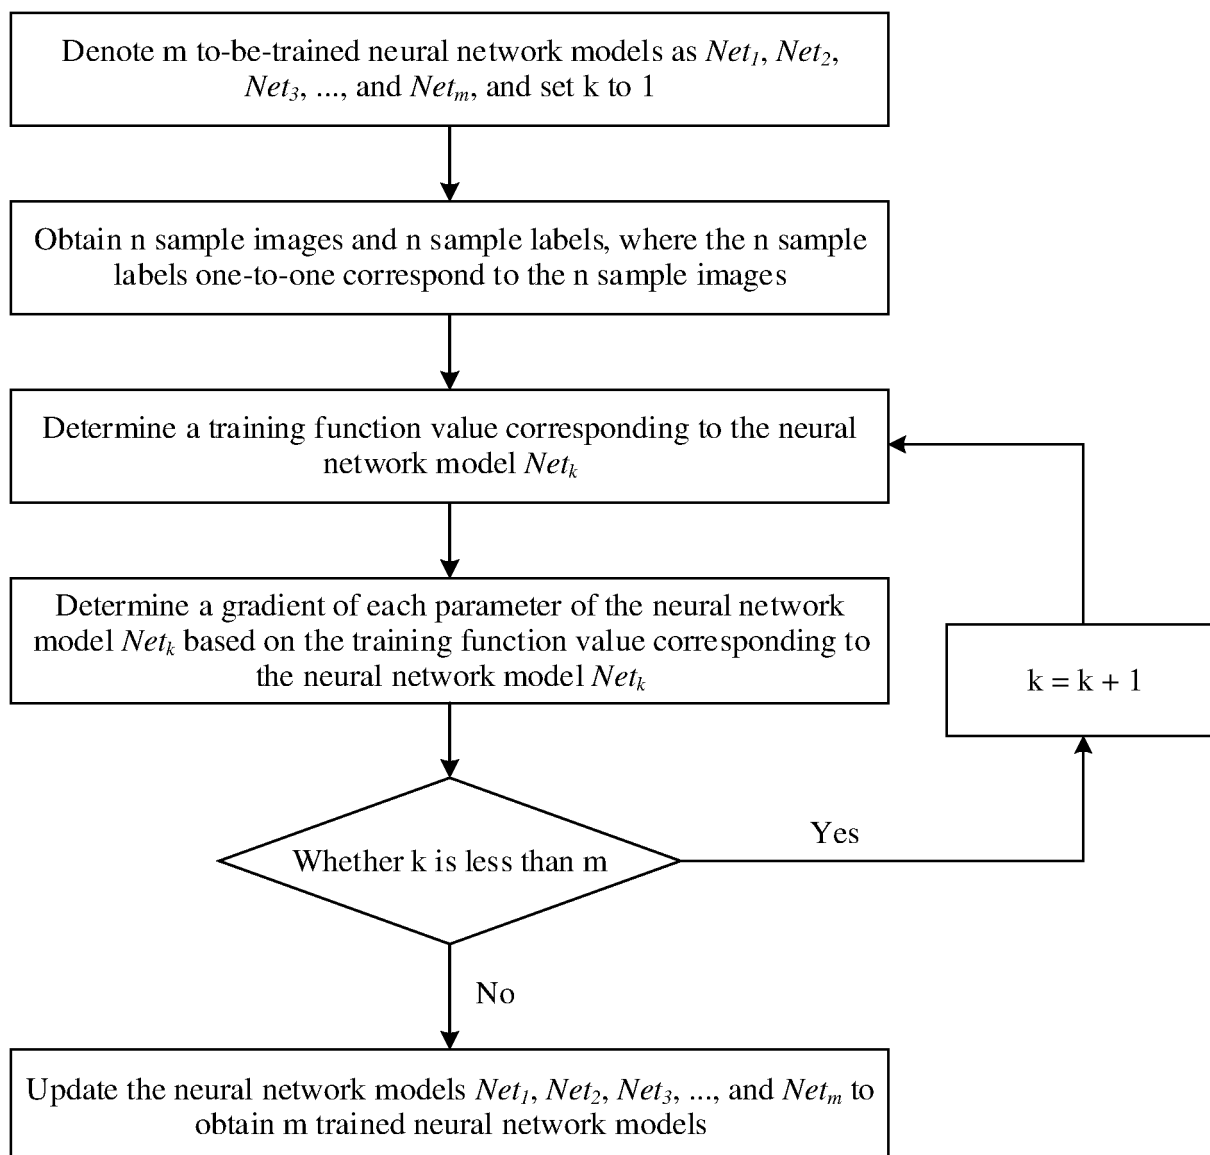 Denote m to-be-trained neural network models as Net₁, Net₂,
Net₃, ..., and Netₘ, and set k to 1
Obtain n sample images and n sample labels, where the n sample
labels one-to-one correspond to the n sample images
Determine a training function value corresponding to the neural
network model Netₖ
Determine a gradient of each parameter of the neural network
model Netₖ based on the training function value corresponding to
the neural network model Netₖ
k = k + 1
Yes
Whether k is less than m
No
Update the neural network models Net₁, Net₂, Net₃, ..., and Netₘ to
obtain m trained neural network models